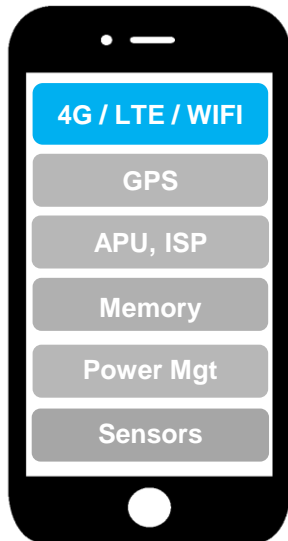 4G / LTE / WIFI
GPS
APU, ISP
Memory
Power Mgt
Sensors